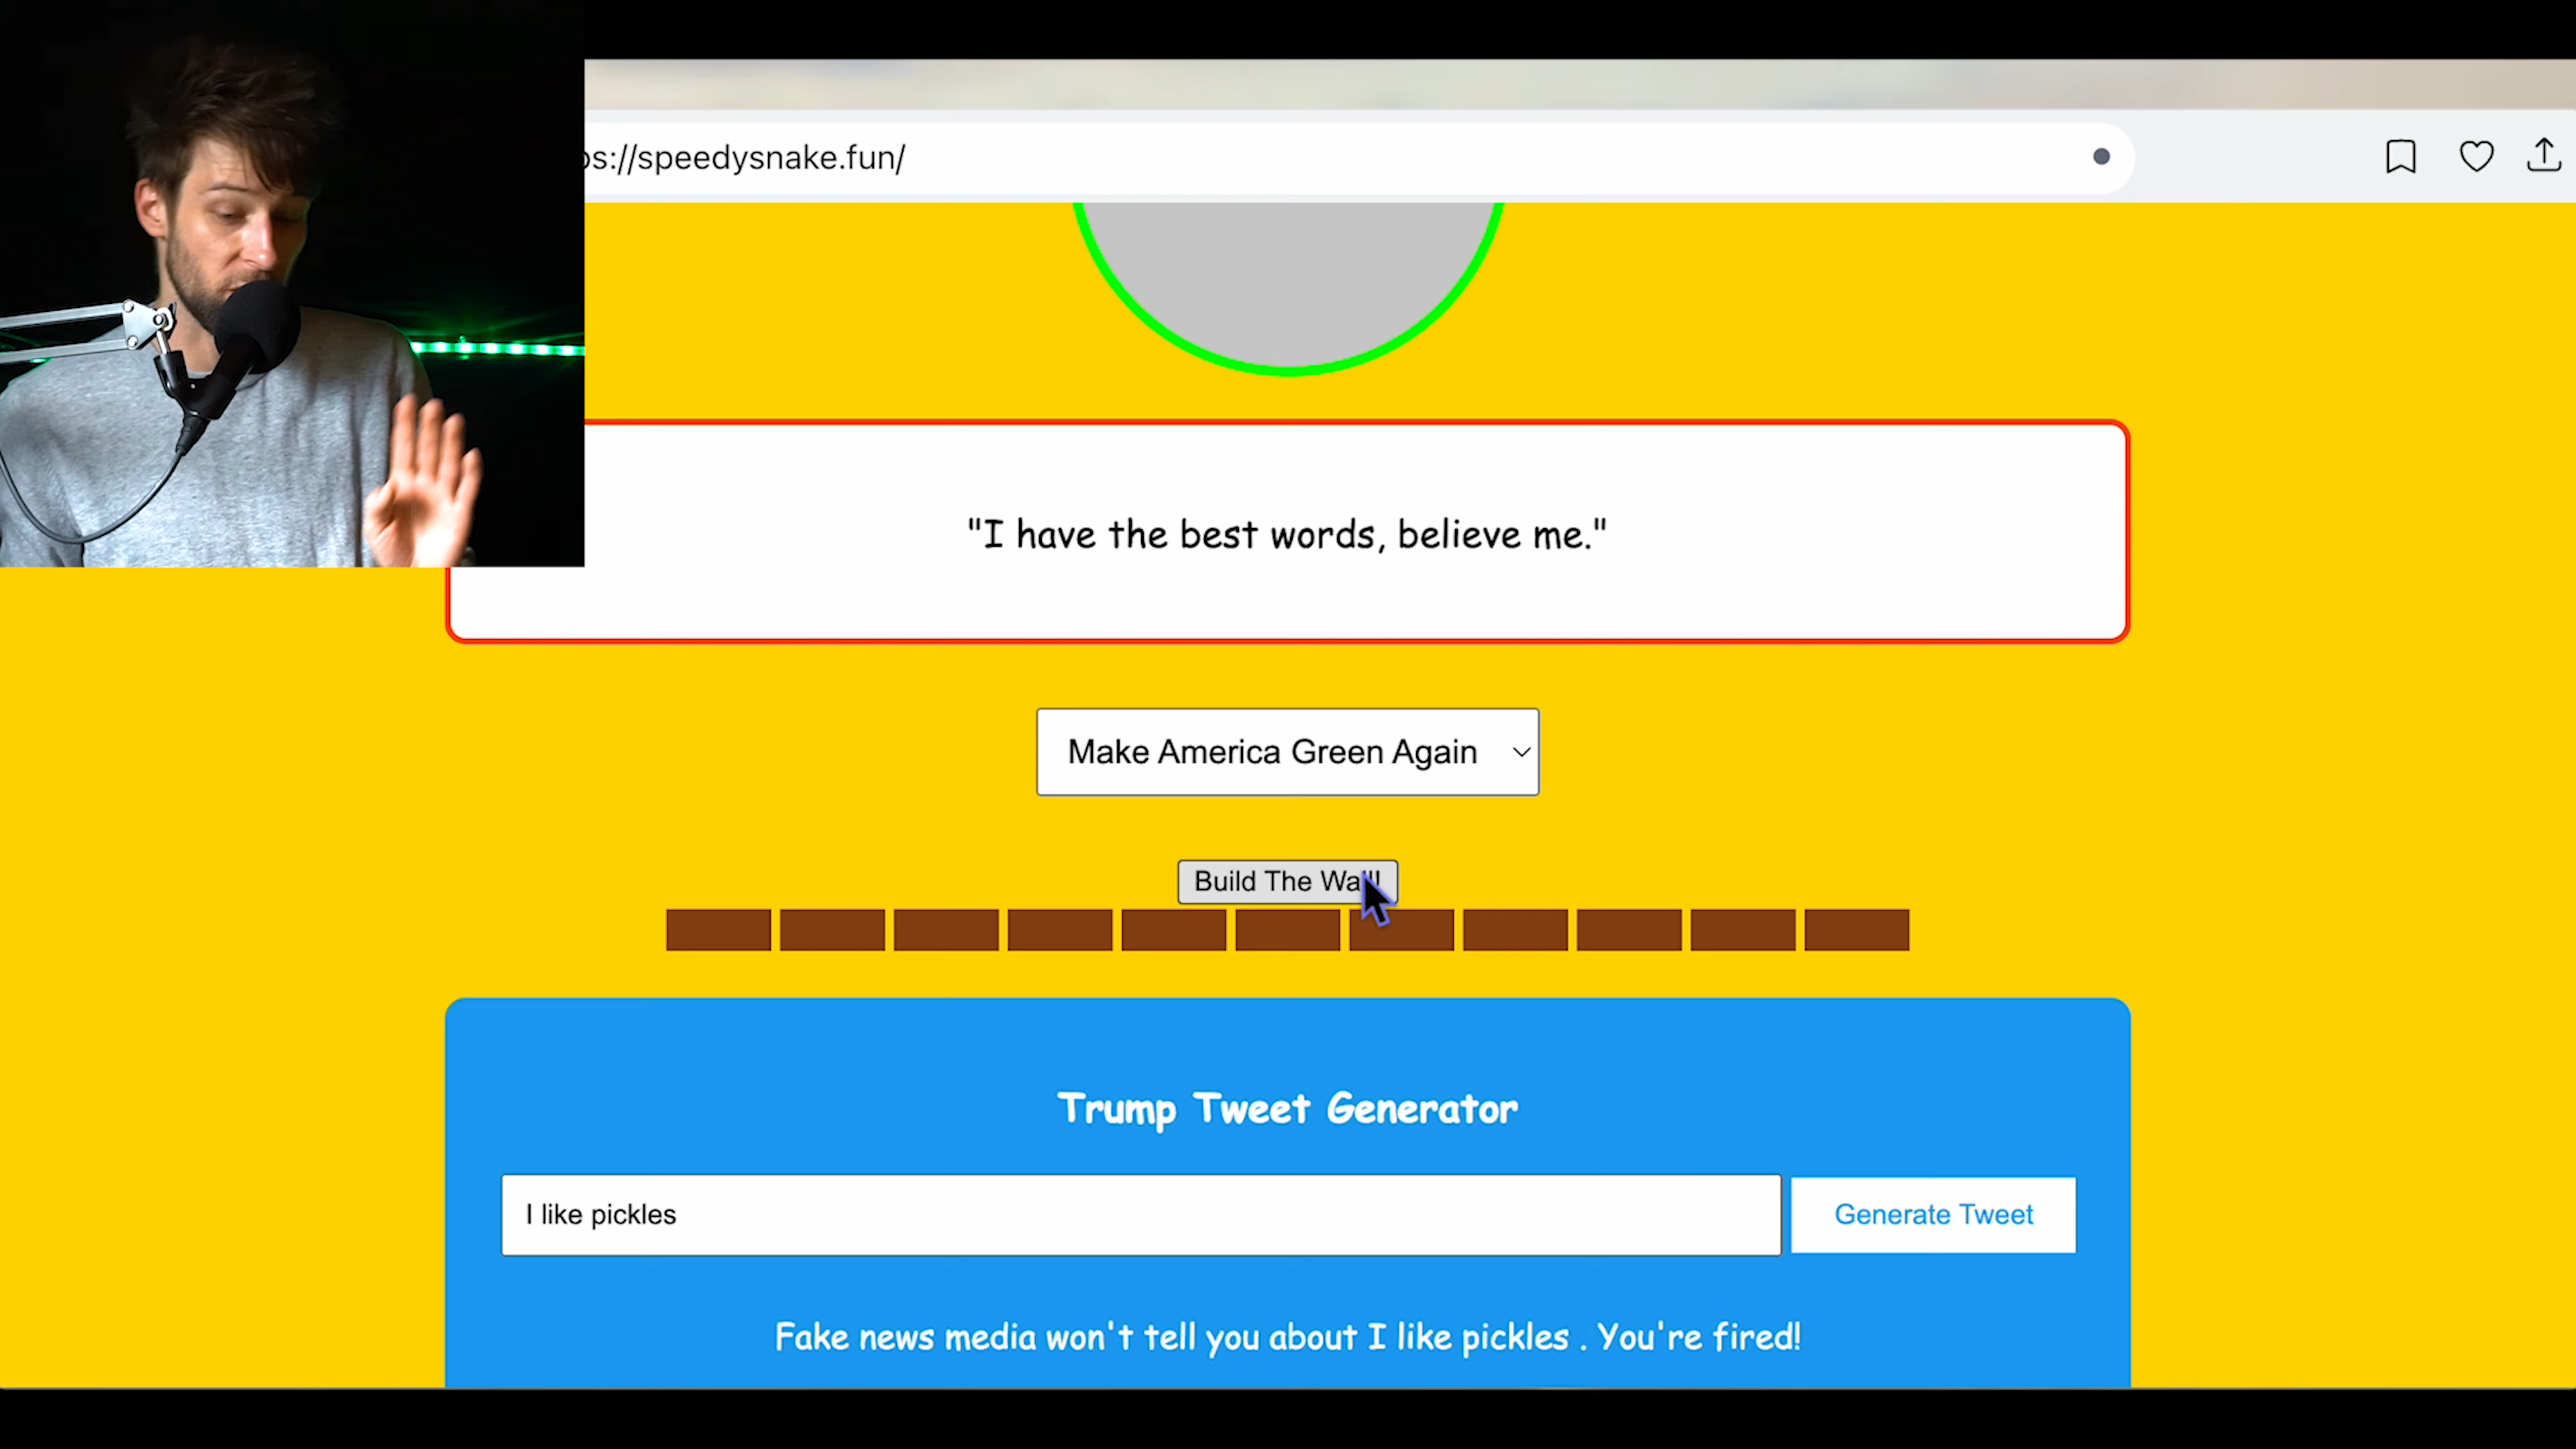 ps://speedysnake.fun/
"I have the best words, believe me."
Make America Green Again
Build The Wall!
Trump Tweet Generator
I like pickles
Generate Tweet
Fake news media won't tell you about I like pickles . You're fired!